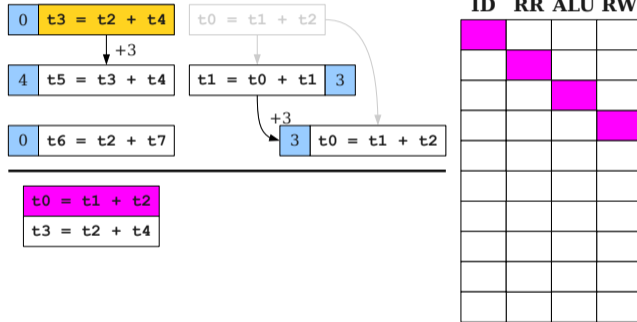 ID RR ALU RW
0 t3 = t2 + t4
t0 = t1 + t2
+3
4 t5 = t3 + t4
t1 = t0 + t1 3
+3
0 t6 = t2 + t7
3 t0 = t1 + t2
t0 = t1 + t2
t3 = t2 + t4